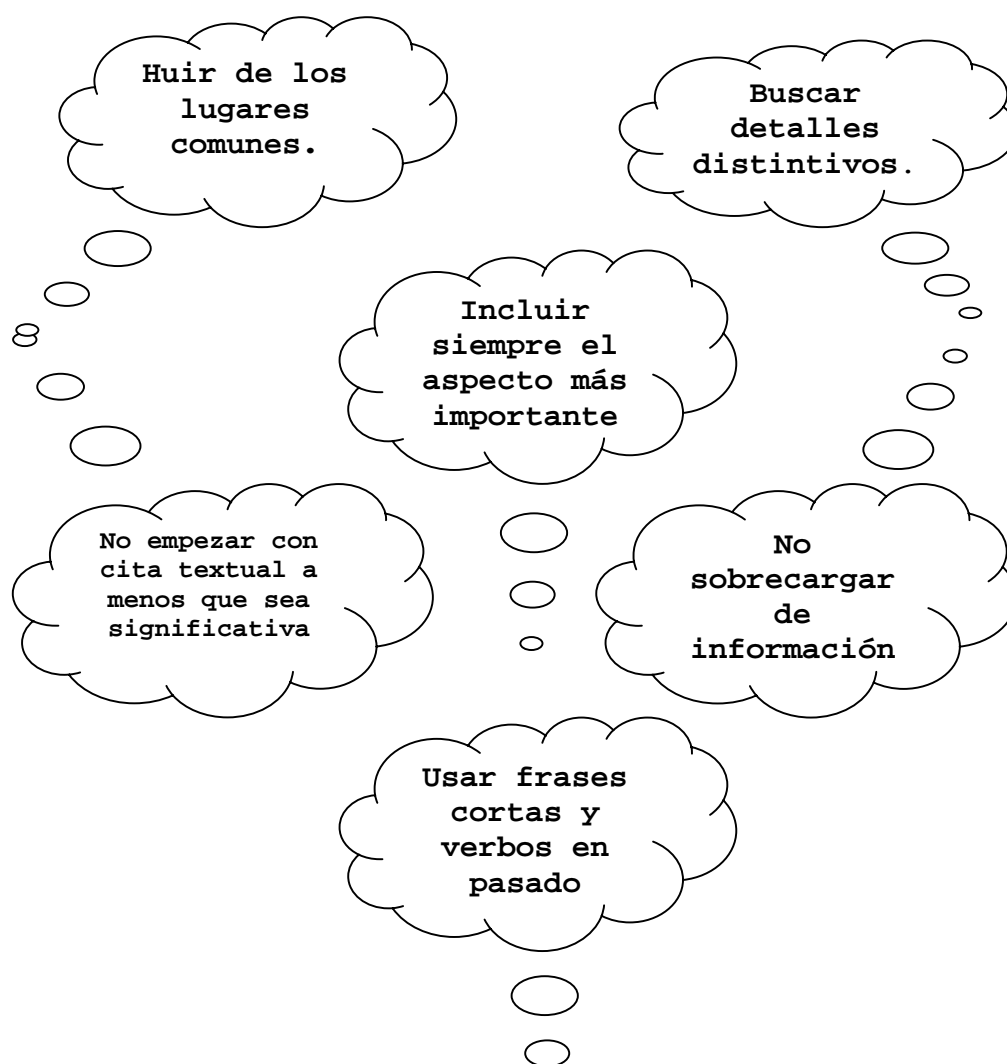 Huir de los
lugares
comunes.
Buscar
detalles
distintivos.
Incluir
siempre el
aspecto más
importante
No empezar con
cita textual a
menos que sea
significativa
No
sobrecargar
de
información
Usar frases
cortas y
verbos en
pasado